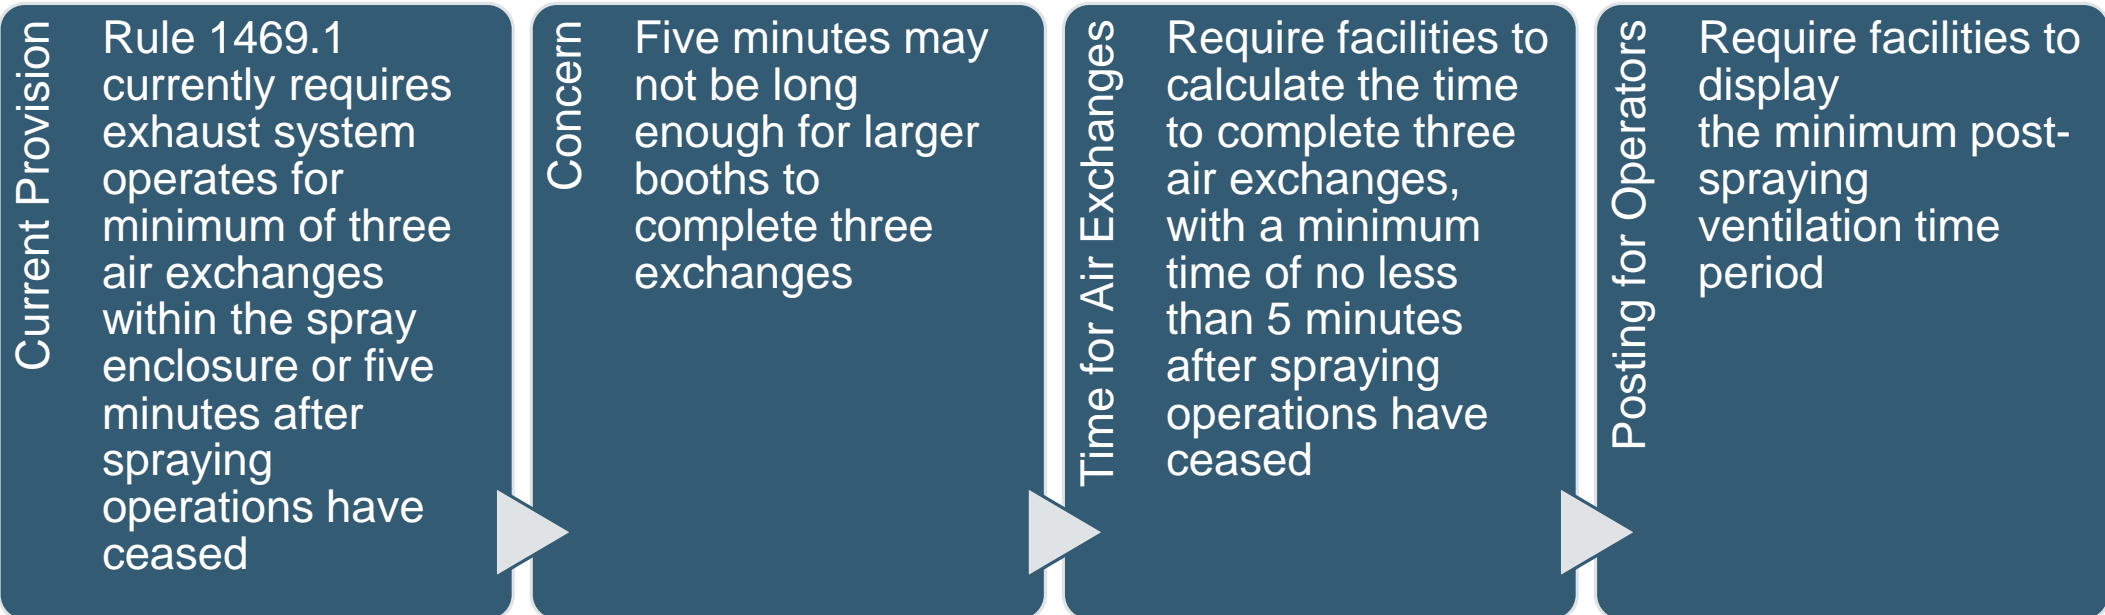 Current Provision
Rule 1469.1
currently requires
exhaust system
operates for
minimum of three
air exchanges
within the spray
enclosure or five
minutes after
spraying
operations have
ceased
Concern
Five minutes may
not be long
enough for larger
booths to
complete three
exchanges
Time for Air Exchanges
Require facilities to
calculate the time
to complete three
air exchanges,
with a minimum
time of no less
than 5 minutes
after spraying
operations have
ceased
Posting for Operators
Require facilities to
display
the minimum post-
spraying
ventilation time
period